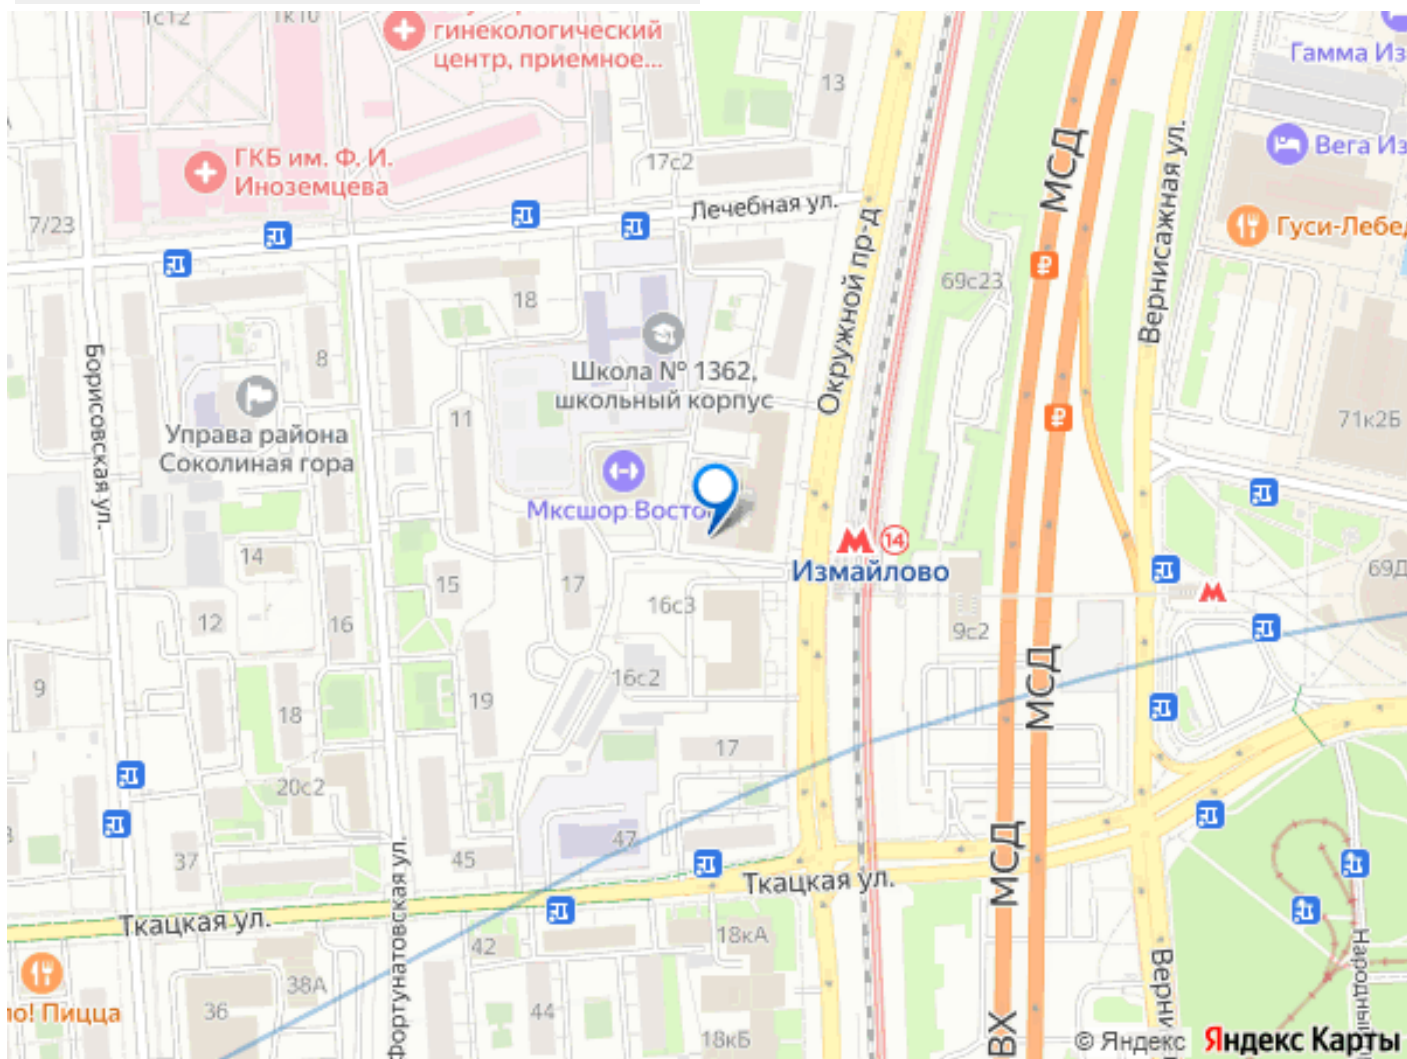 1с12
1к10
гинекологический
центр, приемное...
Гамма Из
13
ГКБ им. Ф. И.
Иноземцева
17с2
МСД
Вернисажная ул.
Вега Из
7/23
Лечебная ул.
Гуси-Лебед
Окружной пр-д
69с23
18
8
Борисовская ул.
Школа № 1362,
школьный корпус
11
71к2Б
Управа района
Соколиная гора
Мксшор Восто
14
Измайлово
69Д
14
15
17
16с3
12
16
9с2
9
16с2
МСД
18
19
17
20с2
47
37
45
Фортунатовская ул.
МСД
Ткацкая ул.
Ткацкая ул.
42
18кА
Народный
38А
Верни
ло! Пицца
36
44
18кБ
ВХ
© Яндекс Яндекс Карты